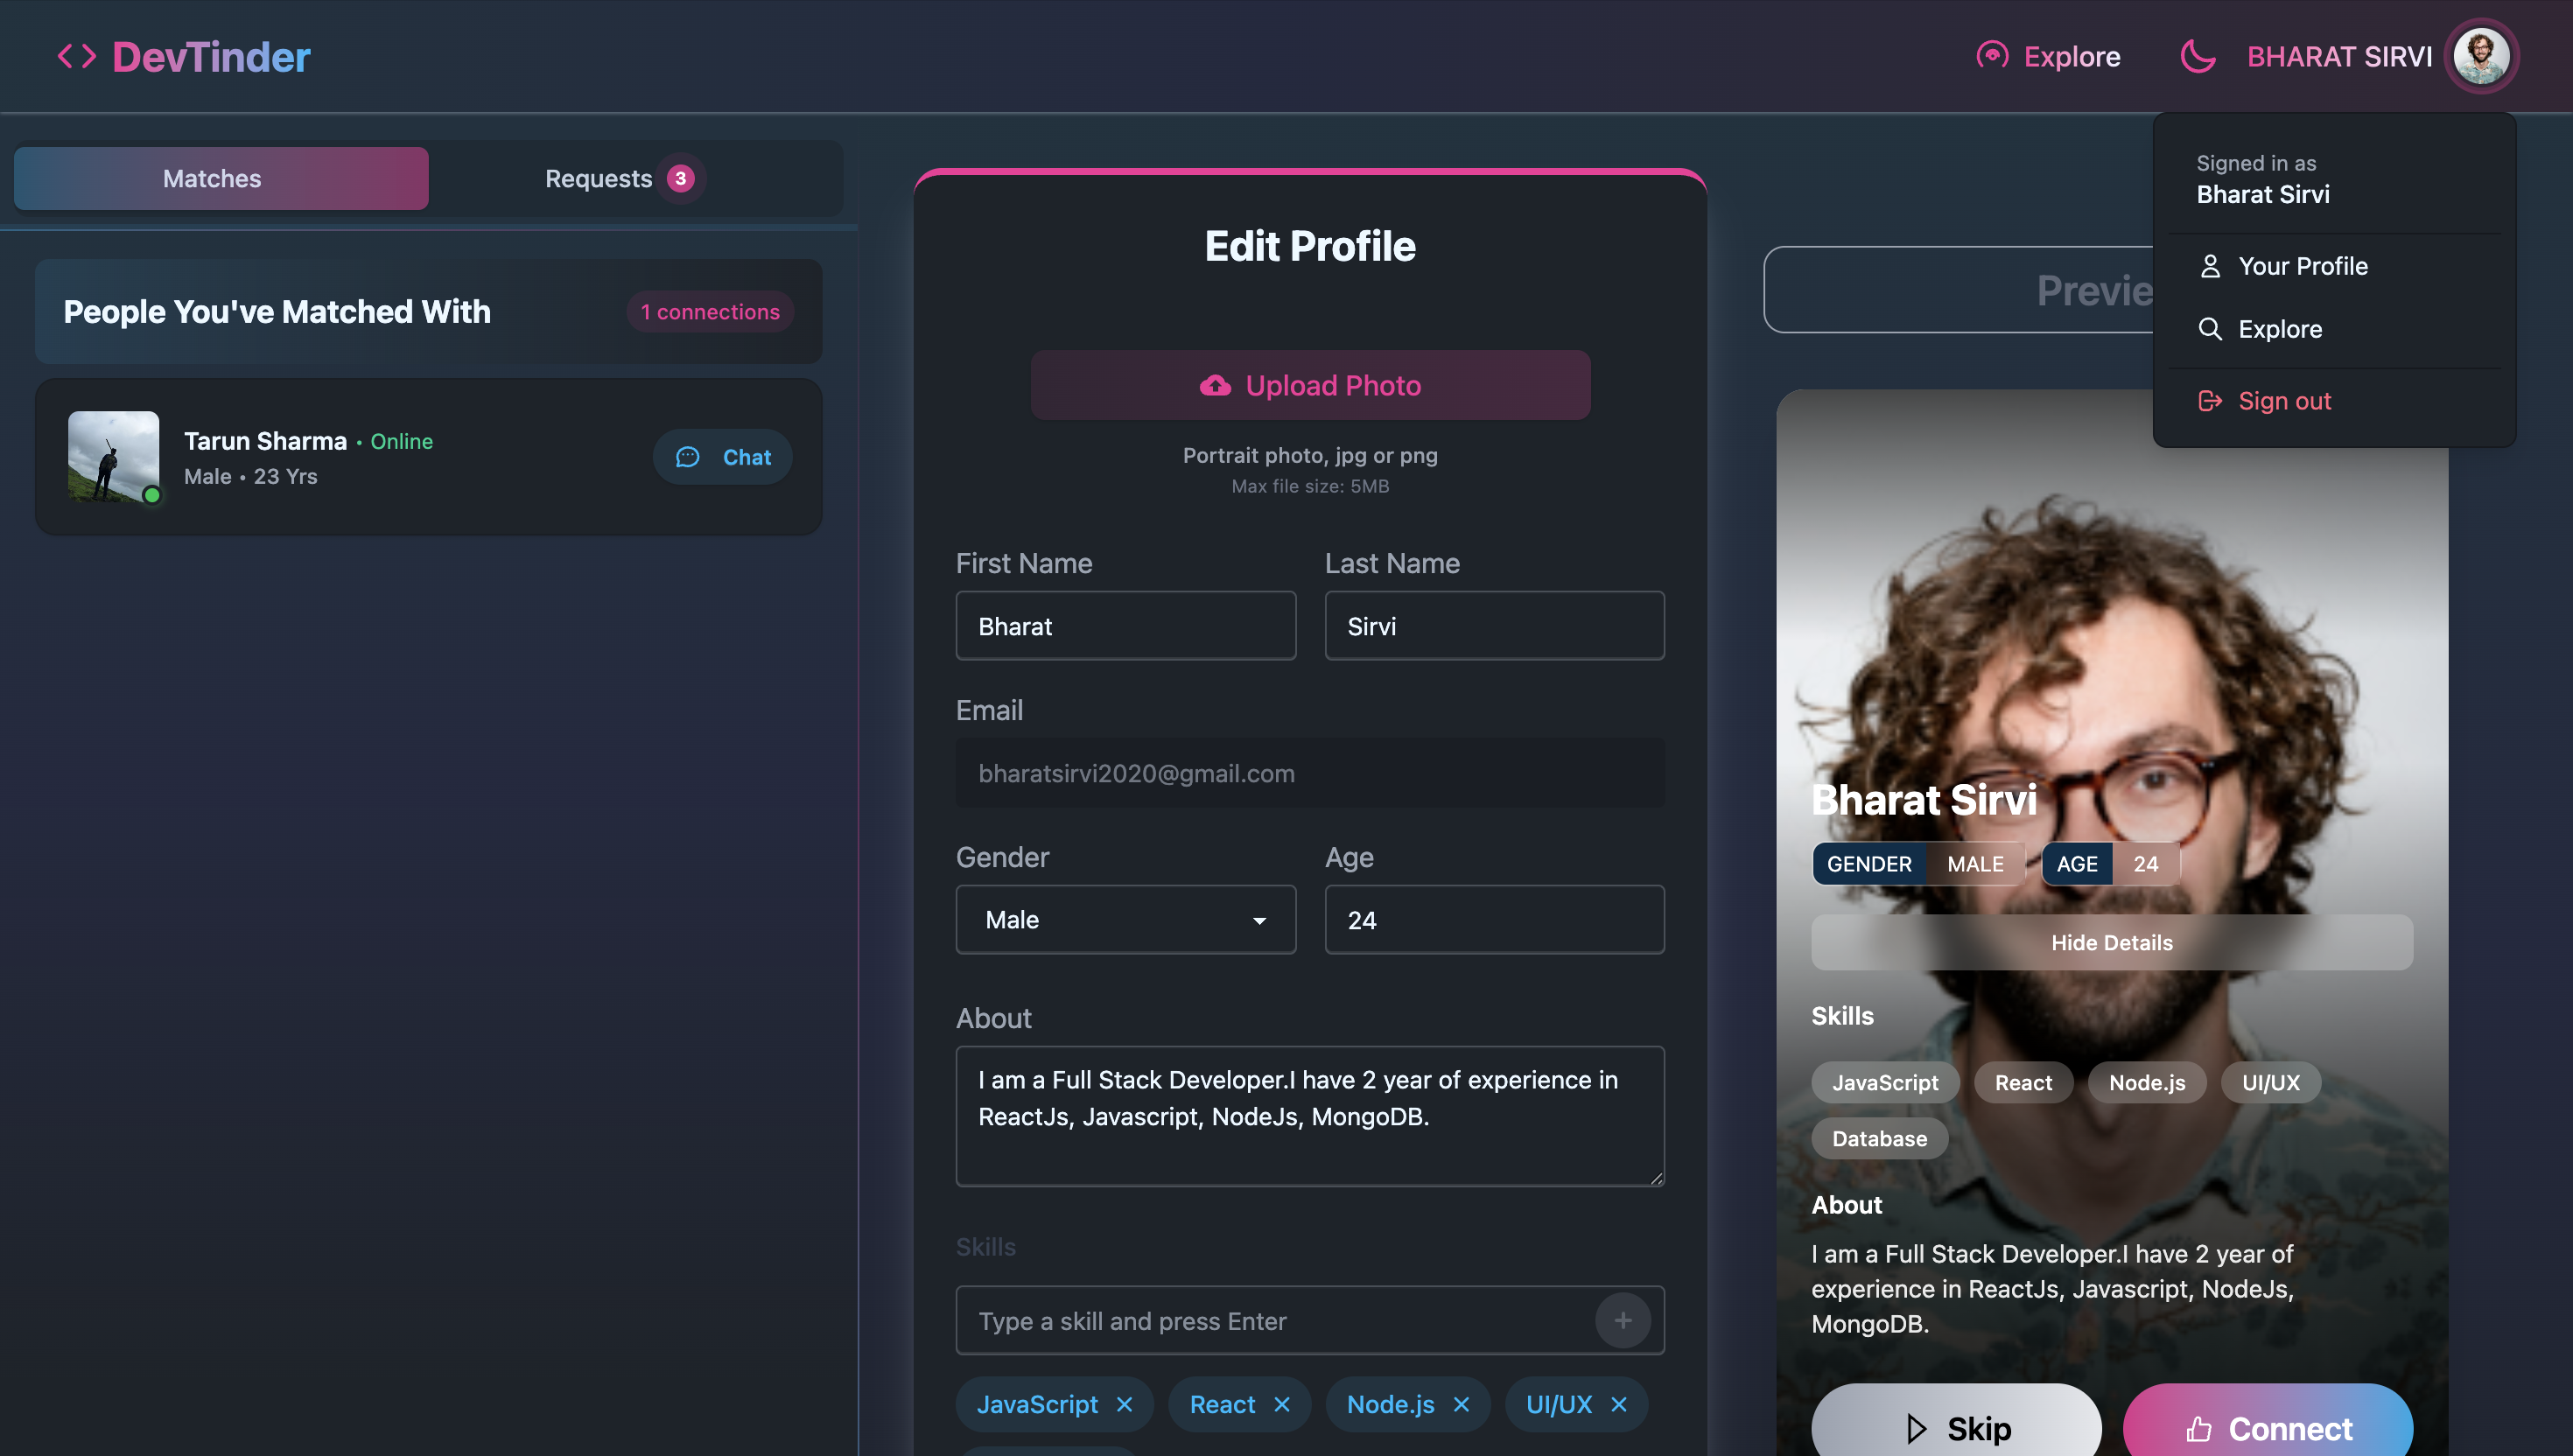 DevTinder
Explore
BHARAT SIRVI
Matches
Requests 3
People You've Matched With
1 connections
Tarun Sharma • Online
Male • 23 Yrs
Chat
Edit Profile
Upload Photo
Portrait photo, jpg or png
Max file size: 5MB
First Name
Last Name
Bharat
Sirvi
Email
bharatsirvi2020@gmail.com
Gender
Age
Male
24
About
I am a Full Stack Developer.I have 2 year of experience in
ReactJs, Javascript, NodeJs, MongoDB.
Skills
Type a skill and press Enter
JavaScript
React
Node.js
UI/UX
Signed in as
Bharat Sirvi
Your Profile
Explore
Sign out
Bharat Sirvi
GENDER MALE
AGE 24
Hide Details
Skills
JavaScript
React
Node.js
UI/UX
Database
About
I am a Full Stack Developer.I have 2 year of
experience in ReactJs, Javascript, NodeJs,
MongoDB.
Skip
Connect